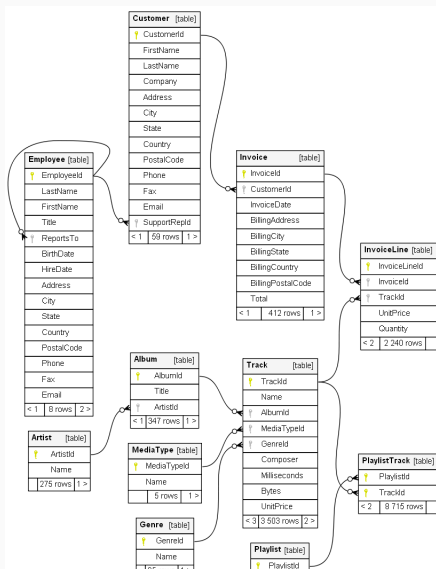 Customer [table]
CustomerId
FirstName
LastName
Company
Address
City
State
Country
PostalCode
Phone
Fax
Email
SupportRepId
< 1 59 rows 1 >
Employee [table]
EmployeeId
LastName
FirstName
Title
ReportsTo
BirthDate
HireDate
Address
City
State
Country
PostalCode
Phone
Fax
Email
< 1 8 rows 2 >
Invoice [table]
InvoiceId
CustomerId
InvoiceDate
BillingAddress
BillingCity
BillingState
BillingCountry
BillingPostalCode
Total
< 1 412 rows 1 >
InvoiceLine [table]
InvoiceLineId
InvoiceId
TrackId
UnitPrice
Quantity
< 2 2 240 rows
Album [table]
AlbumId
Title
ArtistId
< 1 347 rows 1 >
Track [table]
TrackId
Name
AlbumId
MediaTypeId
GenreId
Composer
Milliseconds
Bytes
UnitPrice
< 3 3 503 rows 2 >
Artist [table]
ArtistId
Name
275 rows 1 >
MediaType [table]
MediaTypeId
Name
5 rows 1 >
PlaylistTrack [table]
PlaylistId
TrackId
< 2 8 715 rows
Genre [table]
GenreId
Name
Playlist [table]
PlaylistId